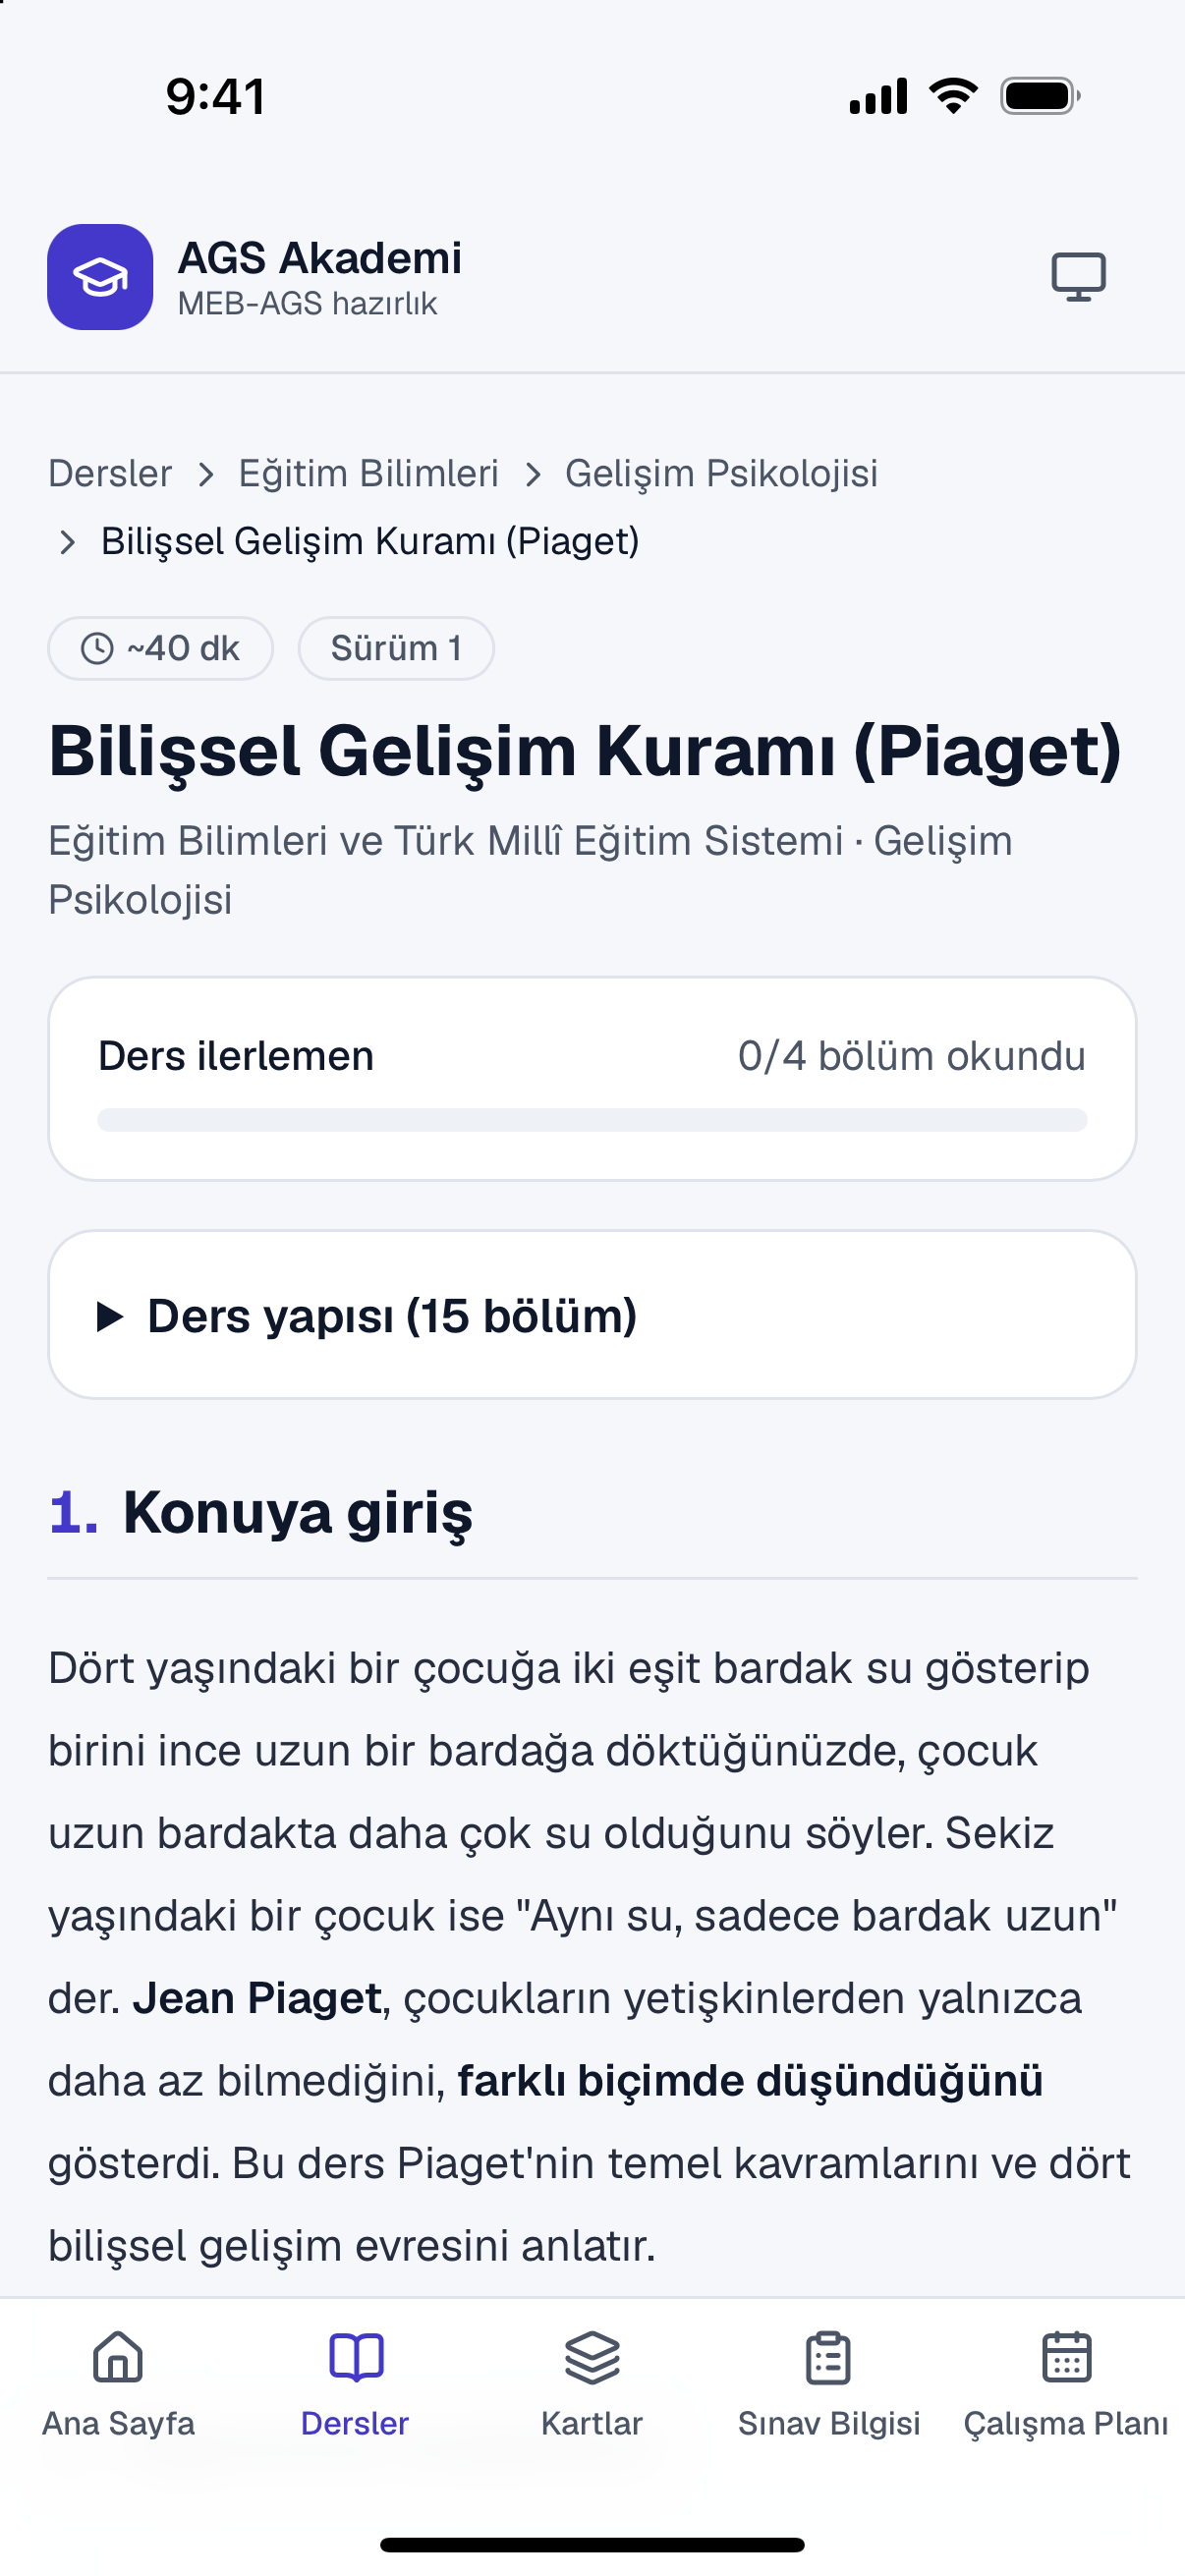 9:41
AGS Akademi
MEB-AGS hazırlık
Dersler > Eğitim Bilimleri > Gelişim Psikolojisi
> Bilişsel Gelişim Kuramı (Piaget)
~40 dk Sürüm 1
Bilişsel Gelişim Kuramı (Piaget)
Eğitim Bilimleri ve Türk Millî Eğitim Sistemi · Gelişim
Psikolojisi
Ders ilerlemen 0/4 bölüm okundu
Ders yapısı (15 bölüm)
1. Konuya giriş
Dört yaşındaki bir çocuğa iki eşit bardak su gösterip
birini ince uzun bir bardağa döktüğünüzde, çocuk
uzun bardakta daha çok su olduğunu söyler. Sekiz
yaşındaki bir çocuk ise "Aynı su, sadece bardak uzun"
der. Jean Piaget, çocukların yetişkinlerden yalnızca
daha az bilmediğini, farklı biçimde düşündüğünü
gösterdi. Bu ders Piaget'nin temel kavramlarını ve dört
bilişsel gelişim evresini anlatır.
Ana Sayfa Dersler Kartlar Sınav Bilgisi Çalışma Planı